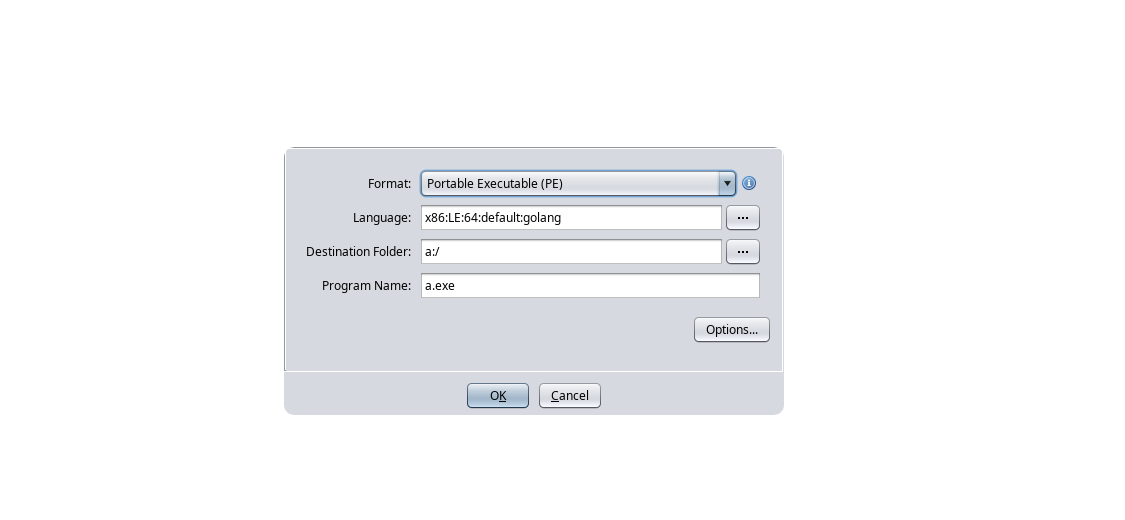 Format: Portable Executable (PE)
Language: x86:LE:64:default:golang ...
Destination Folder: a:/ ...
Program Name: a.exe
Options...
OK Cancel